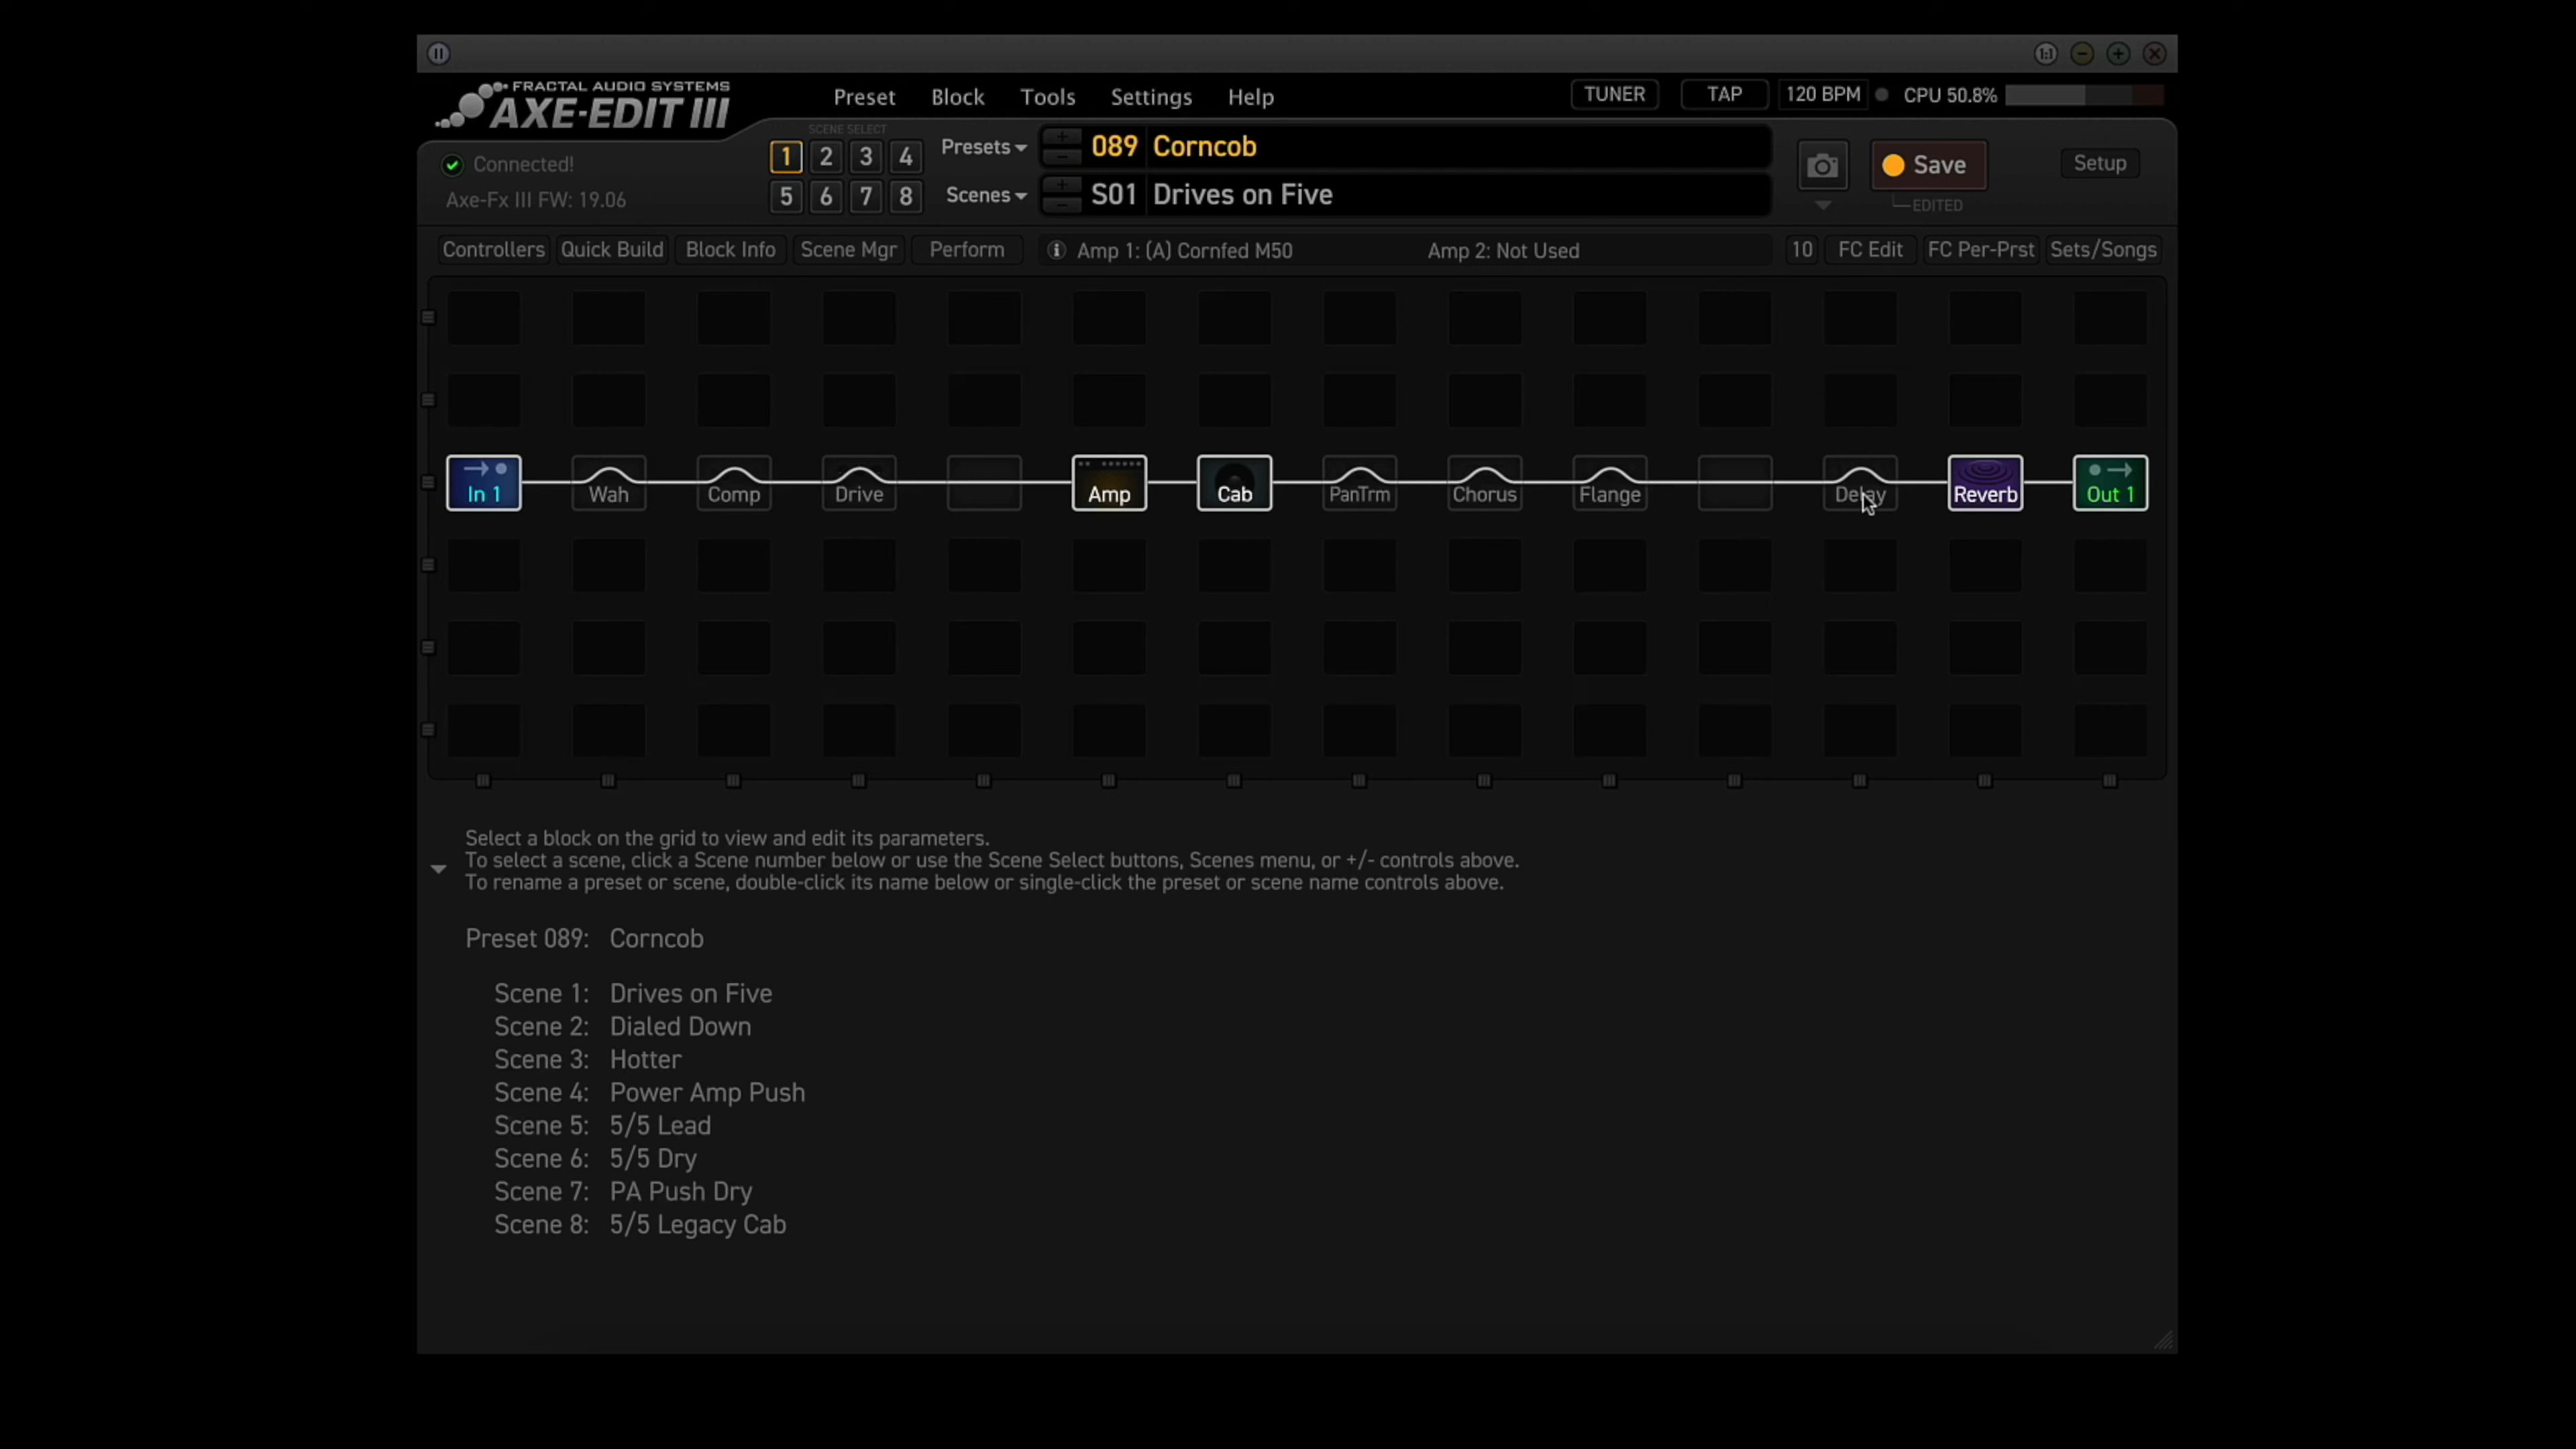 FRACTAL AUDIO SYSTEMS
AXE-EDIT III
Preset Block Tools Settings Help
TUNER TAP 120 BPM CPU 50.8%
SCENE SELECT
1 2 3 4
5 6 7 8
Connected!
Axe-Fx III FW: 19.06
Presets 089 Corncob
Scenes S01 Drives on Five
Save
EDITED
Setup
Controllers Quick Build Block Info Scene Mgr Perform Amp 1: (A) Cornfed M50 Amp 2: Not Used 10 FC Edit FC Per-Prst Sets/Songs
In 1 Wah Comp Drive Amp Cab PanTrm Chorus Flange Delay Reverb Out 1
Select a block on the grid to view and edit its parameters.
To select a scene, click a Scene number below or use the Scene Select buttons, Scenes menu, or +/- controls above.
To rename a preset or scene, double-click its name below or single-click the preset or scene name controls above.
Preset 089: Corncob
Scene 1: Drives on Five
Scene 2: Dialed Down
Scene 3: Hotter
Scene 4: Power Amp Push
Scene 5: 5/5 Lead
Scene 6: 5/5 Dry
Scene 7: PA Push Dry
Scene 8: 5/5 Legacy Cab